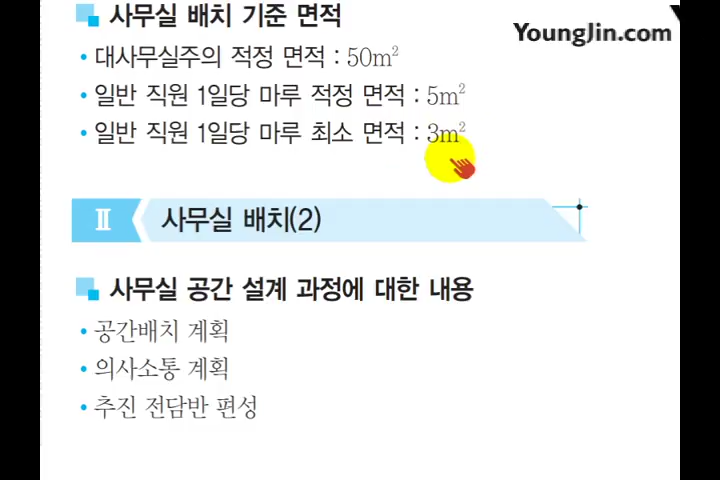 사무실 배치 기준 면적
YoungJin.com
• 대사무실주의 적정 면적 : 50m²
• 일반 직원 1일당 마루 적정 면적 : 5m²
• 일반 직원 1일당 마루 최소 면적 : 3m²
Ⅱ 사무실 배치(2)
사무실 공간 설계 과정에 대한 내용
• 공간배치 계획
• 의사소통 계획
• 추진 전담반 편성